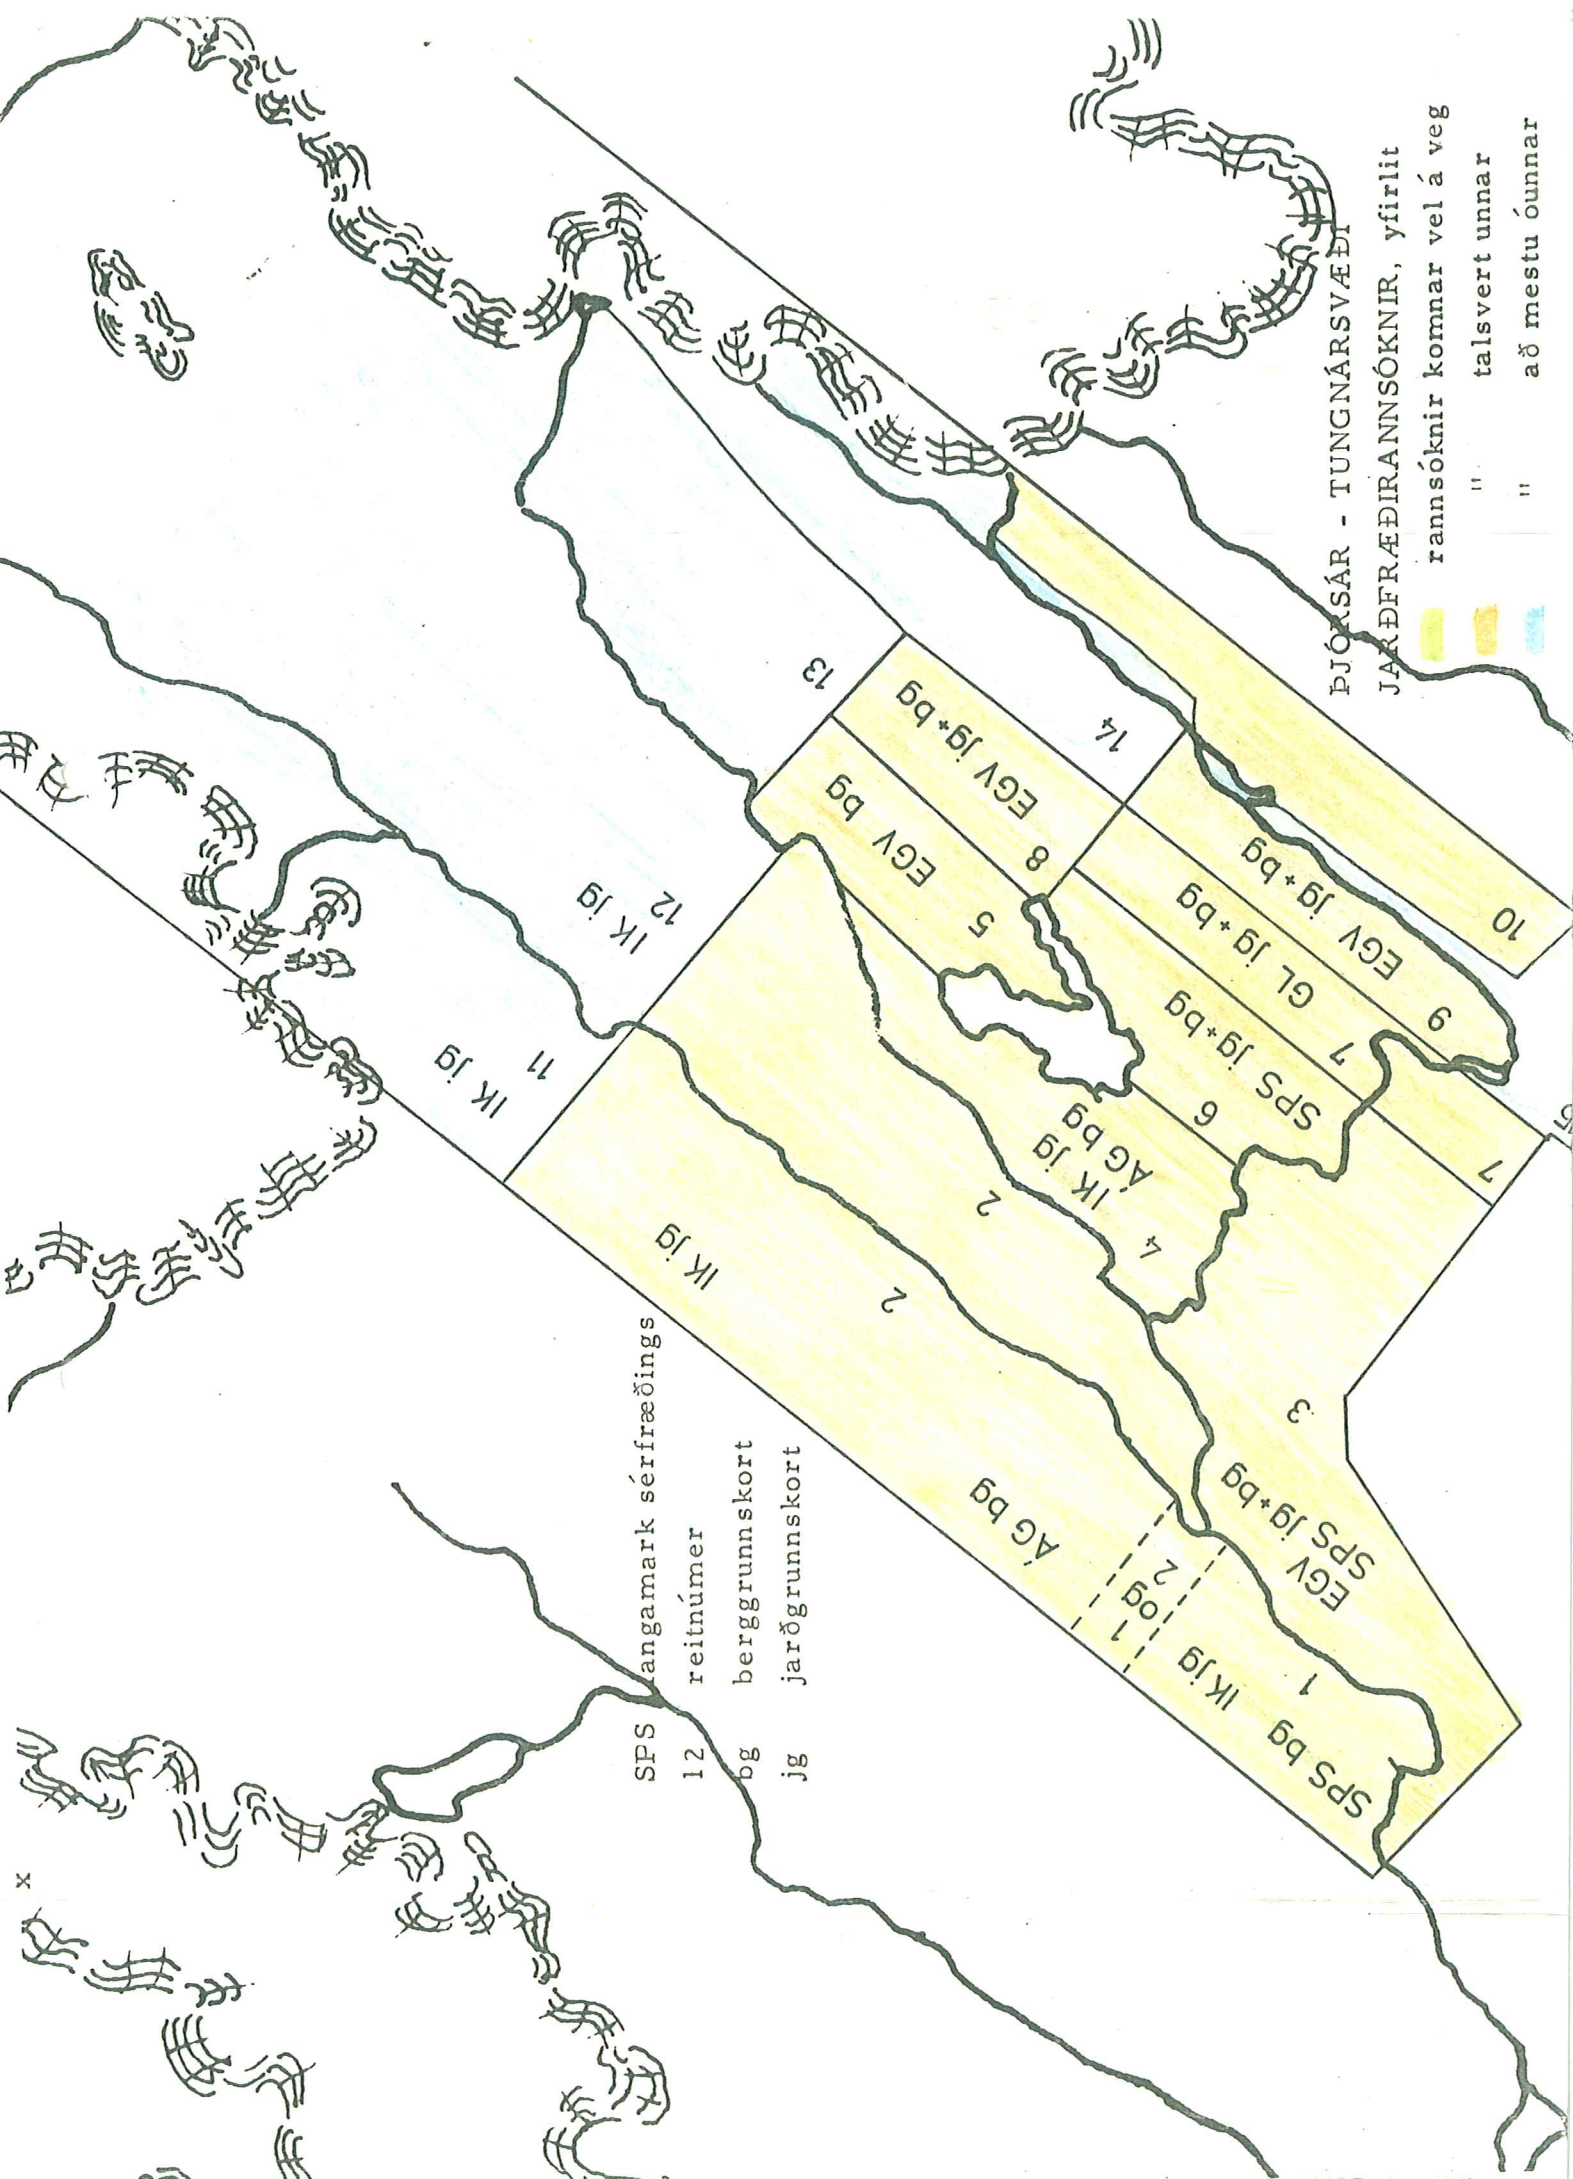 ÞJÓRSÁR - TUNGNÁRSVÆÐI
JARÐFRÆÐIRANNSÓKNIR, yfirlit
rannsóknir komnar vel á veg
" talsvert unnar
" að mestu óunnar
SPS fangamark sérfræðings
12 reitnúmer
bg berggrunnskort
jg jarðgrunnskort
x
13
14
IK jg
12
IK jg
11
EGV jg+bg
8
EGV bg
5
EGV jg+bg
9
GL jg+bg
7
10
SPS jg+bg
6
7
IK jg
ÁG bg
4
2
IK jg
2
3
ÁG bg
EGV
SPS jg+bg
1 og 2
IK jg
1
SPS bg
15